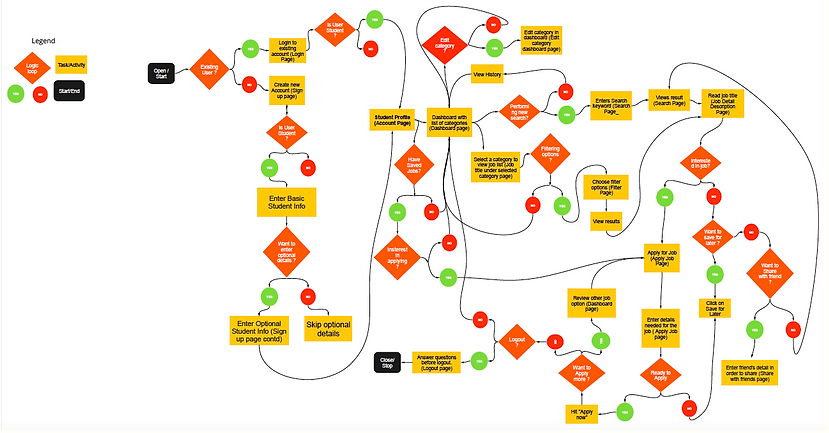 Legend
Logic
loop
Task/Activity
YES
NO
Start/End
Open /
Start
Existing
User ?
YES
NO
Login to
existing
account (Login
Page)
Create new
Account (Sign
up page)
Is User
Student
?
YES
NO
Is User
Student
?
YES
NO
Enter Basic
Student Info
Want to
enter
optional
details ?
YES
NO
Enter Optional
Student Info (Sign
up page contd)
Skip optional
details
Student Profile
(Account Page)
Have
Saved
Jobs?
YES
NO
Insterest
in
applying
?
NO
YES
Edit
category
?
NO
YES
Edit category in
dashboard (Edit
category
dashboard page)
View History
Dashboard with
list of categories
(Dashboard page)
Perform
ing new
search?
NO
YES
Enters Search
keyword (Search
Page_
Views result
(Search Page)
Read job title
(Job Detail
Description
Page)
Select a category to
view job list (Job
title under selected
category page)
Filtering
options
?
NO
YES
Choose filter
options (Filter
Page)
View results
Interese
d in job?
YES
NO
Want to
save for
later ?
NO
YES
Want to
Share
with friend
?
YES
NO
Click on
Save for
Later
Enter friend's detail in
order to share (Share
with friends page)
Apply for Job
(Apply Job
Page)
Enter details
needed for the
job ( Apply Job
page)
Ready to
Apply
YES
NO
Hit "Apply
now"
Want to
Apply
more ?
Review other job
option (Dashboard
page)
Logout
?
NO
YES
Answer questions
before logout.
(Logout page)
Close/
Stop